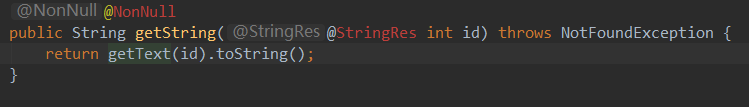 @NonNull @NonNull
public String getString( @StringRes @StringRes int id) throws NotFoundException {
    return getText(id).toString();
}